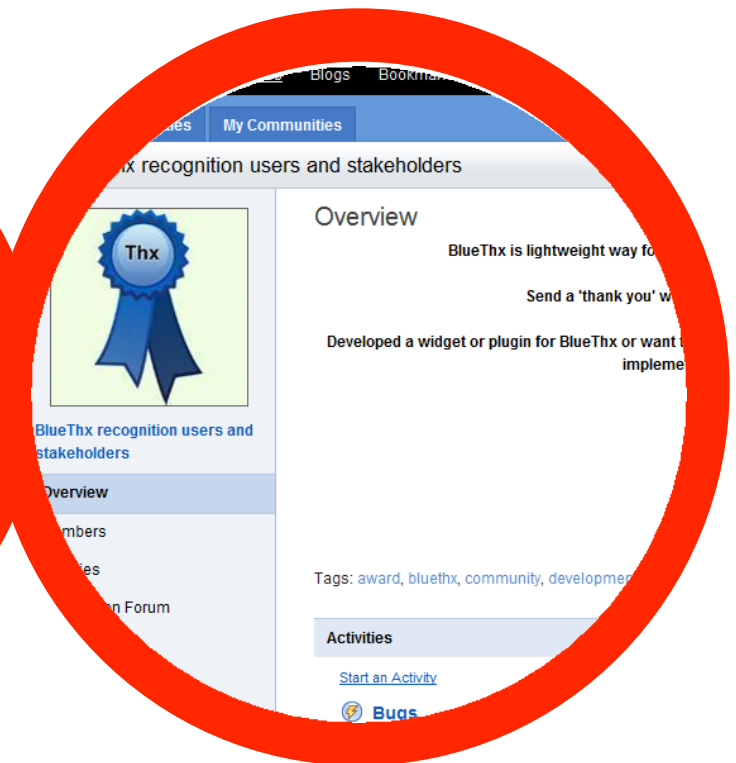 Blogs
My Communities
recognition users and stakeholders
Thx
Overview
BlueThx is lightweight way
Send a 'thank you'
Developed a widget or plugin for BlueThx or want
BlueThx recognition users and
stakeholders
Overview
Forum
Tags: award, bluethx, community,
Activities
Start an Activity
Bugs